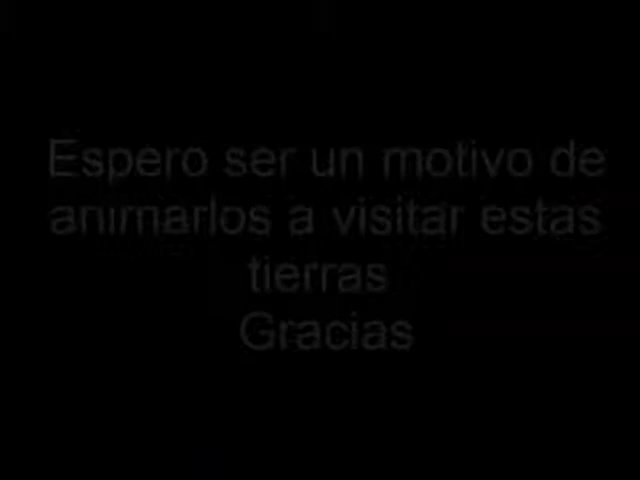 Espero ser un motivo de
animarlos a visitar estas
tierras
Gracias